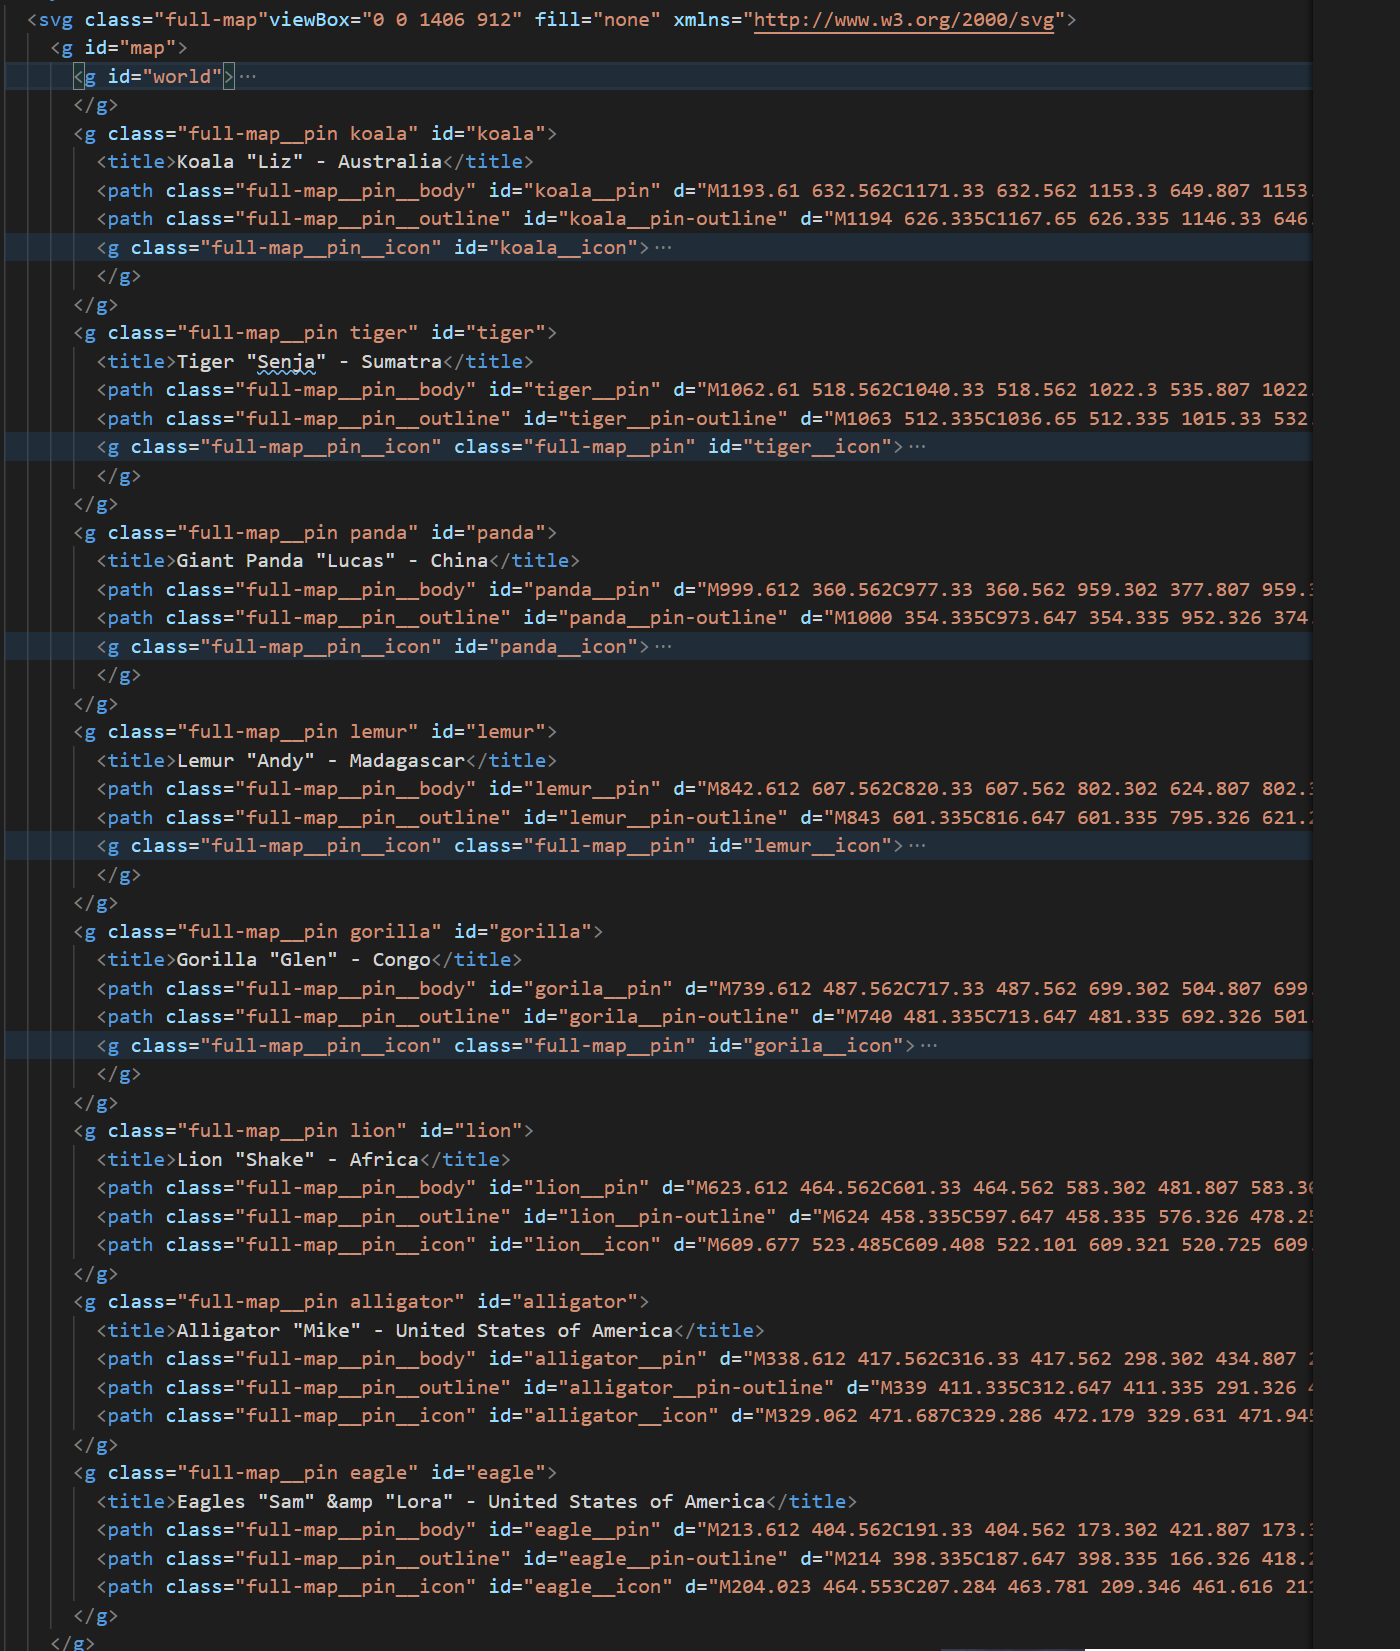 <svg class="full-map"viewBox="0 0 1406 912" fill="none" xmlns="http://www.w3.org/2000/svg">
<g id="map">
<g id="world">···
</g>
<g class="full-map__pin koala" id="koala">
<title>Koala "Liz" - Australia</title>
<path class="full-map__pin__body" id="koala__pin" d="M1193.61 632.562C1171.33 632.562 1153.3 649.807 1153.
<path class="full-map__pin__outline" id="koala__pin-outline" d="M1194 626.335C1167.65 626.335 1146.33 646.
<g class="full-map__pin__icon" id="koala__icon">···
</g>
</g>
<g class="full-map__pin tiger" id="tiger">
<title>Tiger "Senja" - Sumatra</title>
<path class="full-map__pin__body" id="tiger__pin" d="M1062.61 518.562C1040.33 518.562 1022.3 535.807 1022.
<path class="full-map__pin__outline" id="tiger__pin-outline" d="M1063 512.335C1036.65 512.335 1015.33 532.
<g class="full-map__pin__icon" class="full-map__pin" id="tiger__icon">···
</g>
</g>
<g class="full-map__pin panda" id="panda">
<title>Giant Panda "Lucas" - China</title>
<path class="full-map__pin__body" id="panda__pin" d="M999.612 360.562C977.33 360.562 959.302 377.807 959.3
<path class="full-map__pin__outline" id="panda__pin-outline" d="M1000 354.335C973.647 354.335 952.326 374.
<g class="full-map__pin__icon" id="panda__icon">···
</g>
</g>
<g class="full-map__pin lemur" id="lemur">
<title>Lemur "Andy" - Madagascar</title>
<path class="full-map__pin__body" id="lemur__pin" d="M842.612 607.562C820.33 607.562 802.302 624.807 802.3
<path class="full-map__pin__outline" id="lemur__pin-outline" d="M843 601.335C816.647 601.335 795.326 621.2
<g class="full-map__pin__icon" class="full-map__pin" id="lemur__icon">···
</g>
</g>
<g class="full-map__pin gorilla" id="gorilla">
<title>Gorilla "Glen" - Congo</title>
<path class="full-map__pin__body" id="gorila__pin" d="M739.612 487.562C717.33 487.562 699.302 504.807 699.
<path class="full-map__pin__outline" id="gorila__pin-outline" d="M740 481.335C713.647 481.335 692.326 501.
<g class="full-map__pin__icon" class="full-map__pin" id="gorila__icon">···
</g>
</g>
<g class="full-map__pin lion" id="lion">
<title>Lion "Shake" - Africa</title>
<path class="full-map__pin__body" id="lion__pin" d="M623.612 464.562C601.33 464.562 583.302 481.807 583.30
<path class="full-map__pin__outline" id="lion__pin-outline" d="M624 458.335C597.647 458.335 576.326 478.25
<path class="full-map__pin__icon" id="lion__icon" d="M609.677 523.485C609.408 522.101 609.321 520.725 609.
</g>
<g class="full-map__pin alligator" id="alligator">
<title>Alligator "Mike" - United States of America</title>
<path class="full-map__pin__body" id="alligator__pin" d="M338.612 417.562C316.33 417.562 298.302 434.807 2
<path class="full-map__pin__outline" id="alligator__pin-outline" d="M339 411.335C312.647 411.335 291.326 4
<path class="full-map__pin__icon" id="alligator__icon" d="M329.062 471.687C329.286 472.179 329.631 471.945
</g>
<g class="full-map__pin eagle" id="eagle">
<title>Eagles "Sam" &amp "Lora" - United States of America</title>
<path class="full-map__pin__body" id="eagle__pin" d="M213.612 404.562C191.33 404.562 173.302 421.807 173.3
<path class="full-map__pin__outline" id="eagle__pin-outline" d="M214 398.335C187.647 398.335 166.326 418.2
<path class="full-map__pin__icon" id="eagle__icon" d="M204.023 464.553C207.284 463.781 209.346 461.616 211
</g>
</g>